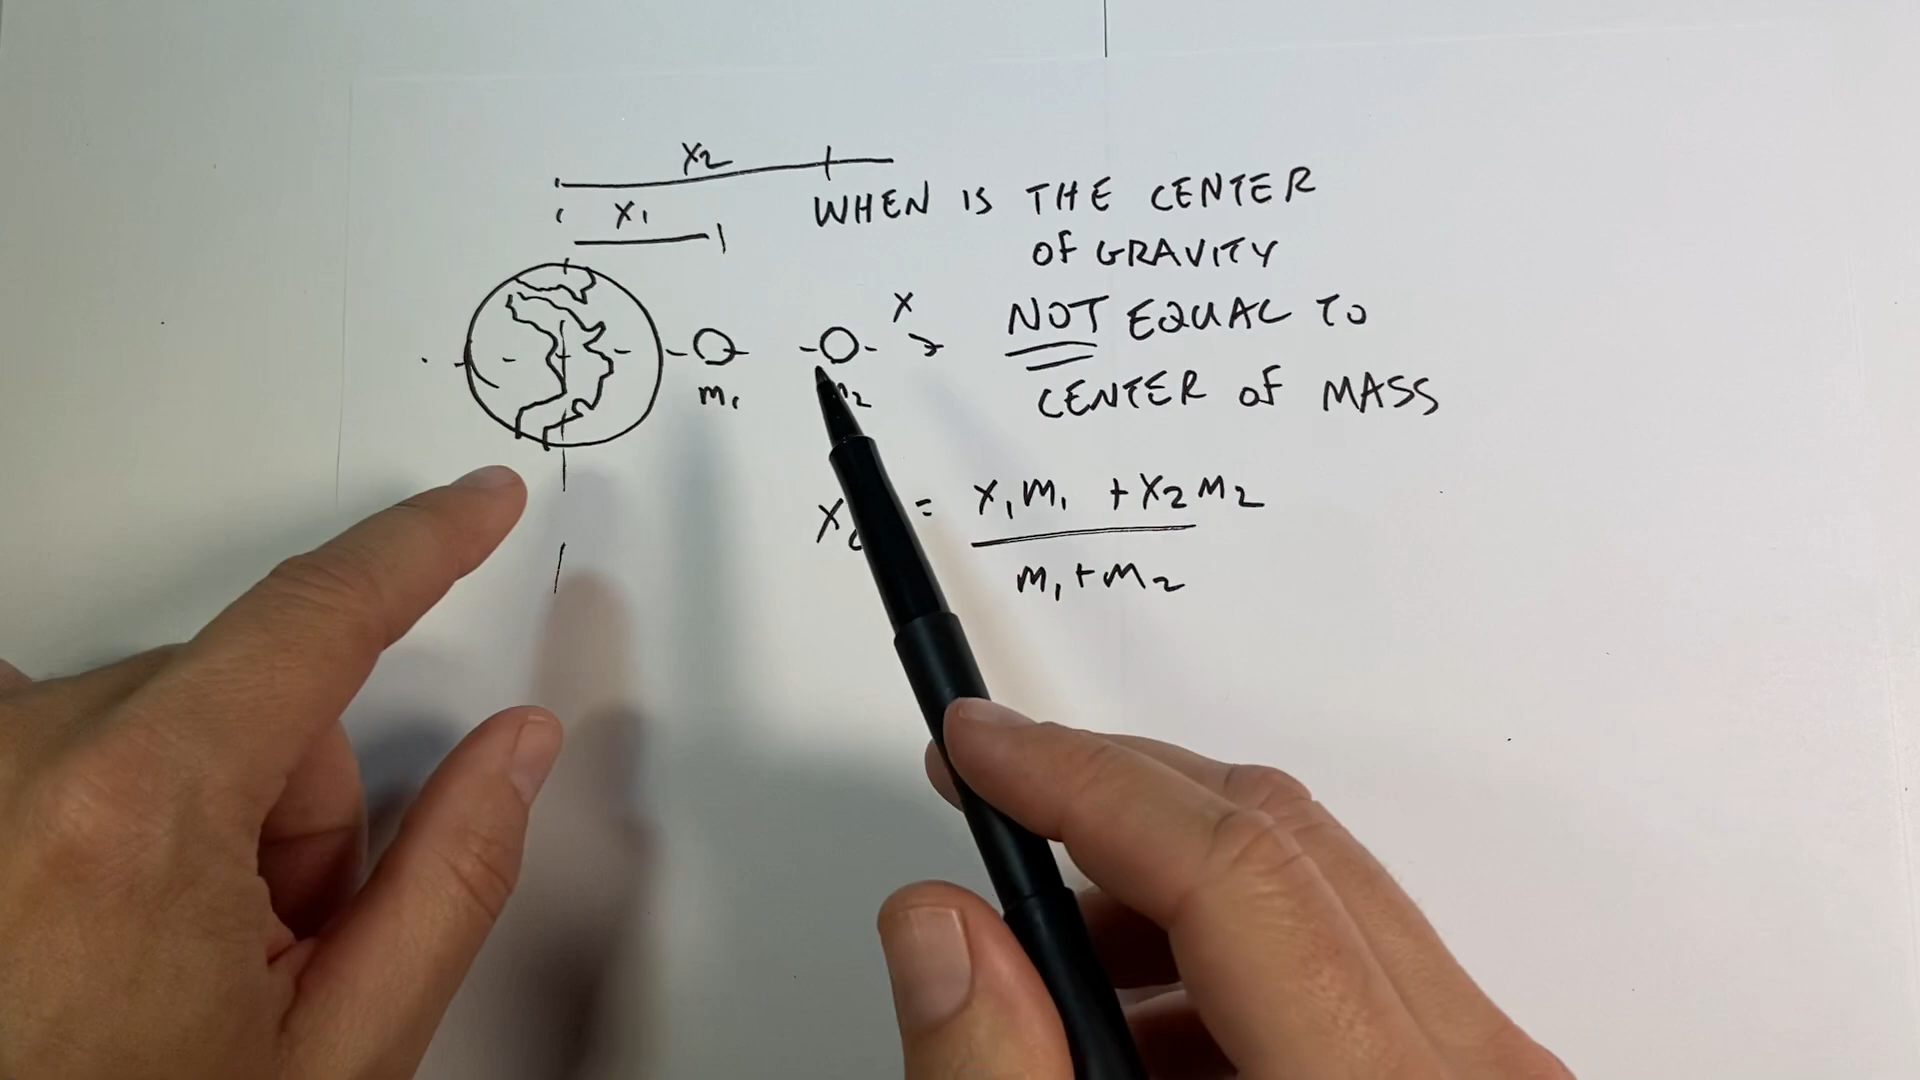 X2
X1
WHEN IS THE CENTER
OF GRAVITY
X
NOT EQUAL TO
CENTER OF MASS
m1
x1m1 + x2m2
=
m1+m2